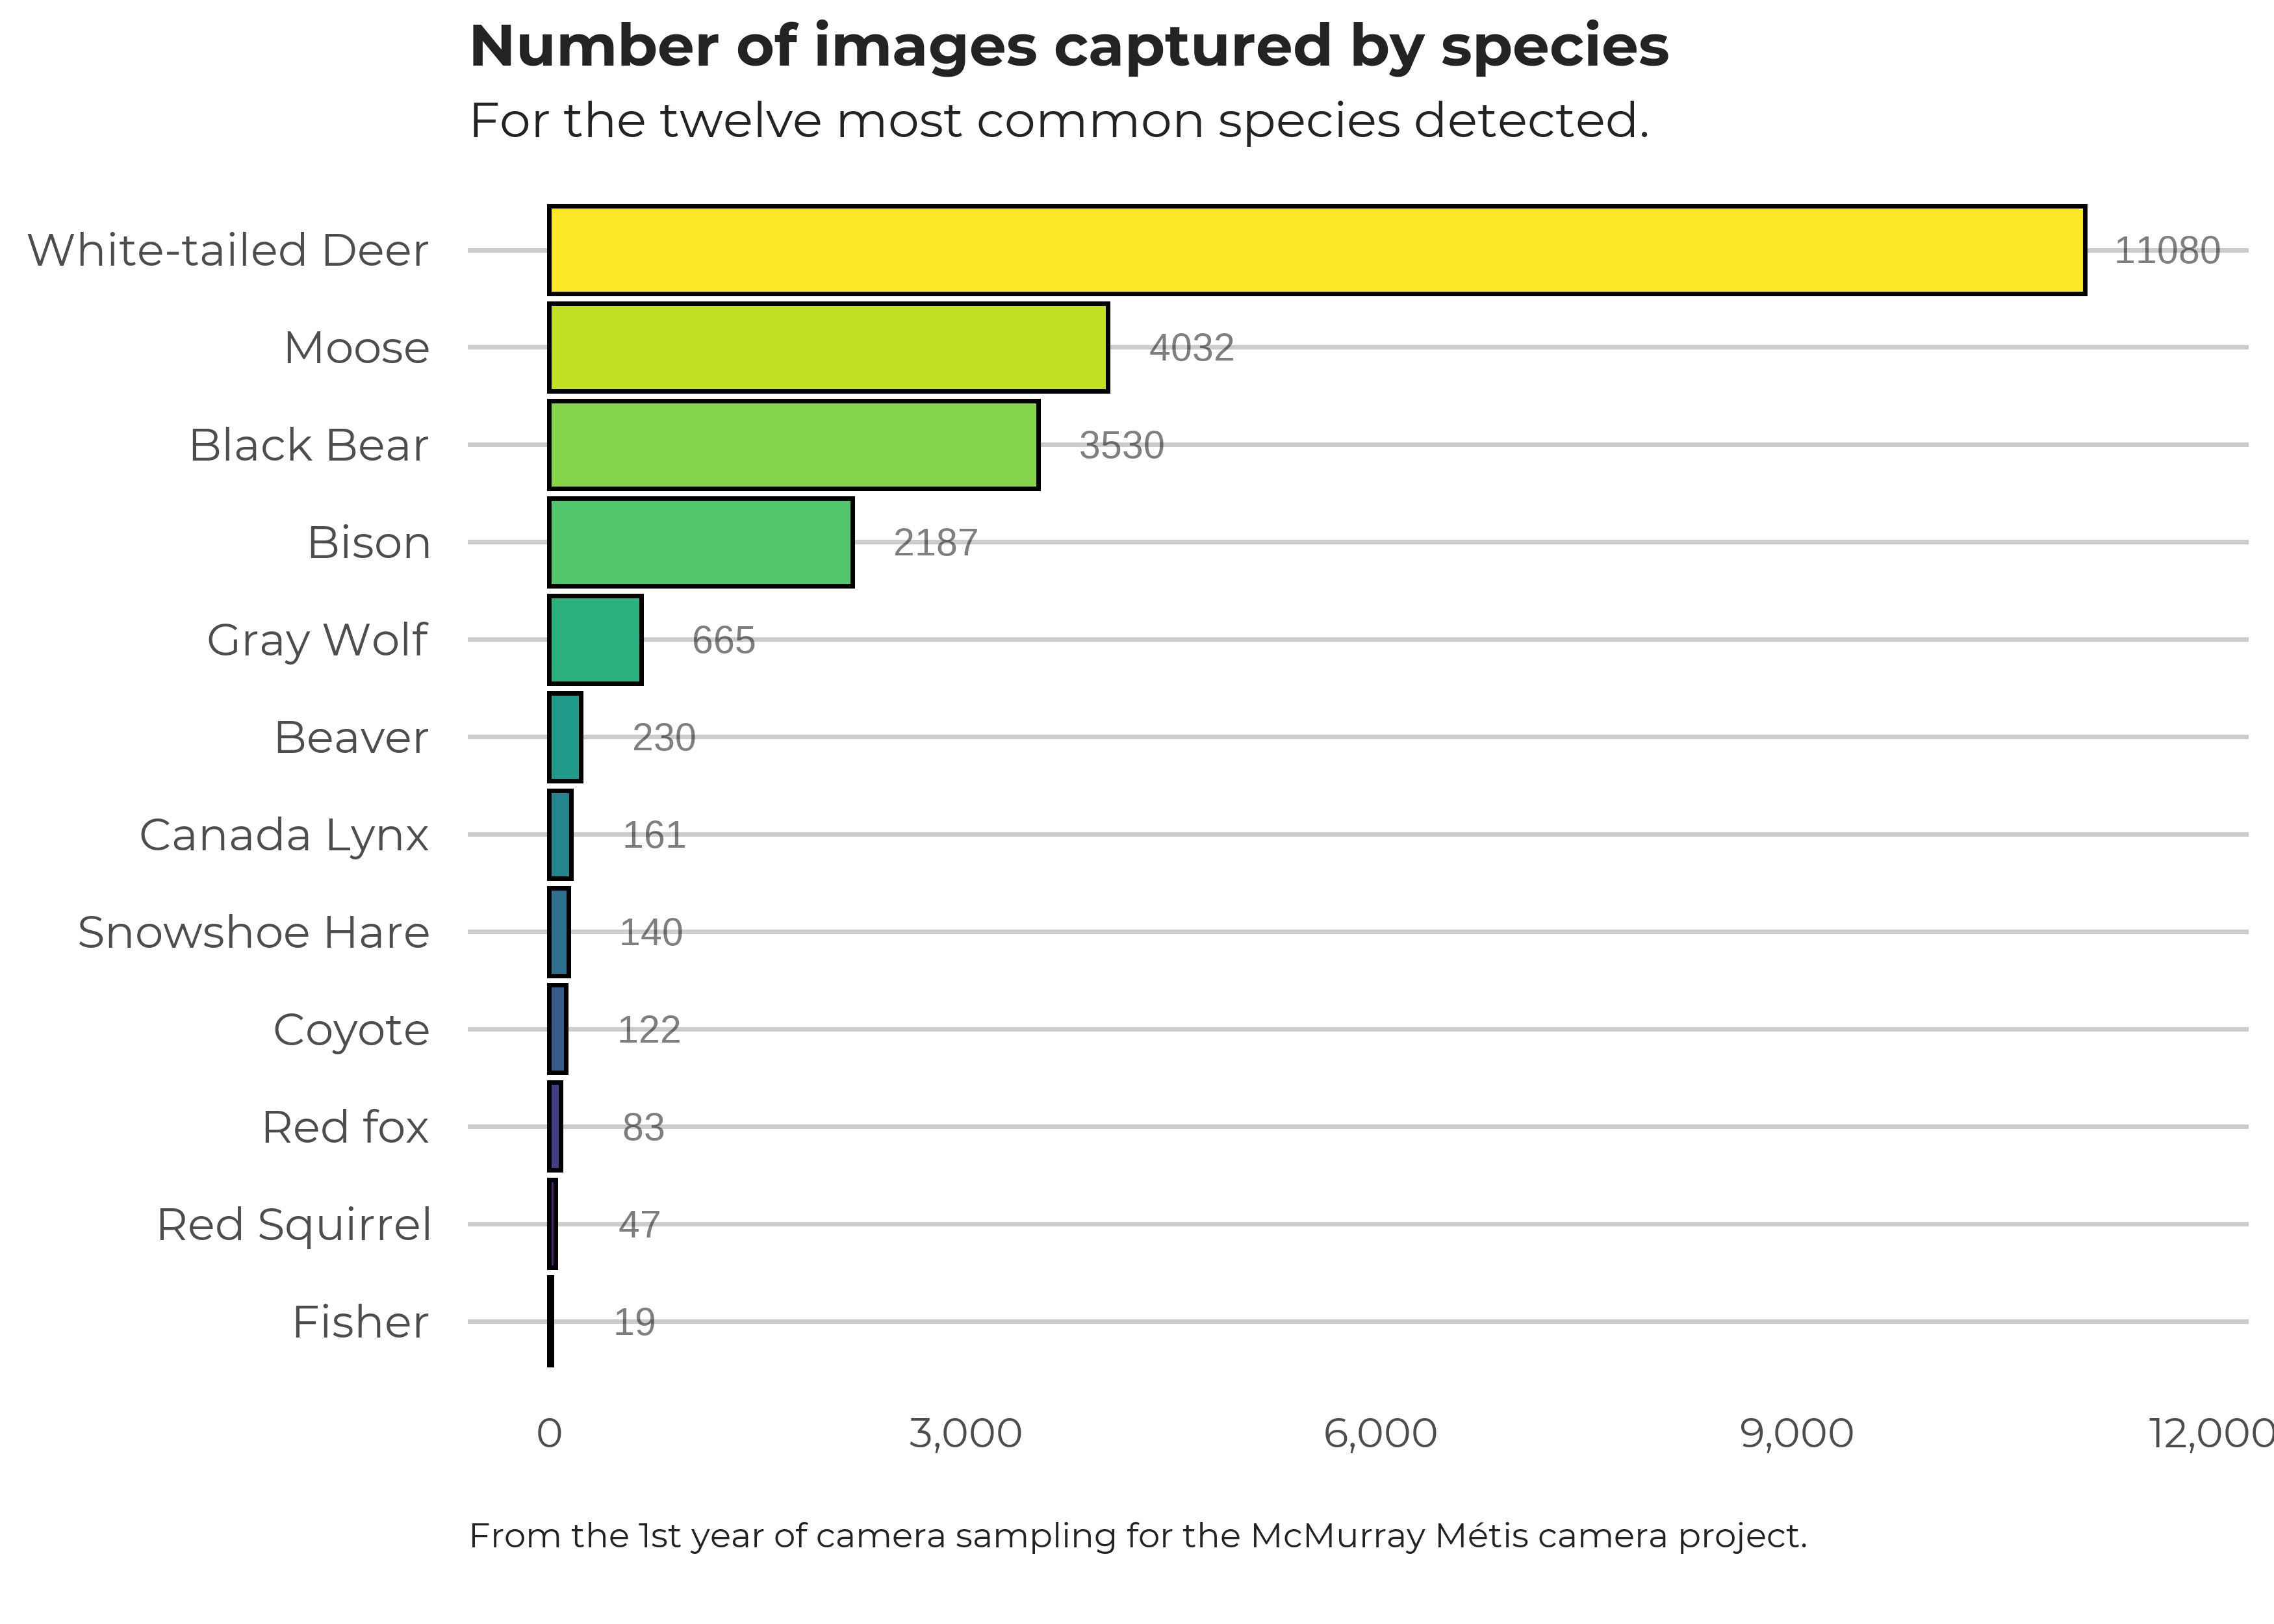 Number of images captured by species
For the twelve most common species detected.
White-tailed Deer 11080
Moose 4032
Black Bear 3530
Bison 2187
Gray Wolf 665
Beaver 230
Canada Lynx 161
Snowshoe Hare 140
Coyote 122
Red fox 83
Red Squirrel 47
Fisher 19
0 3,000 6,000 9,000 12,000
From the 1st year of camera sampling for the McMurray Métis camera project.